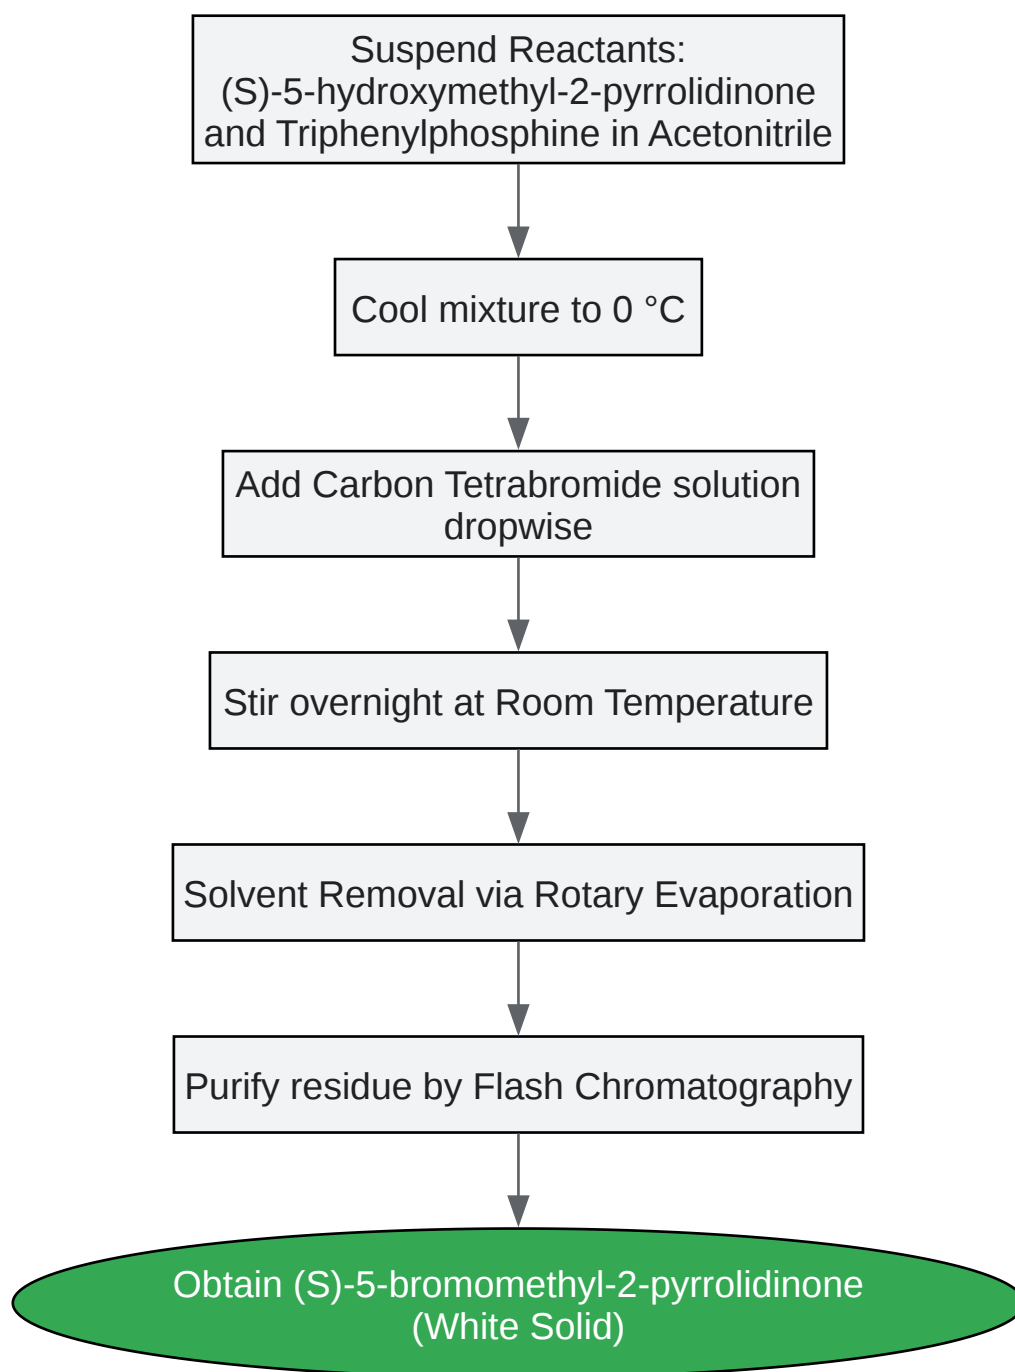 Suspend Reactants:
(S)-5-hydroxymethyl-2-pyrrolidinone
and Triphenylphosphine in Acetonitrile
Cool mixture to 0 °C
Add Carbon Tetrabromide solution
dropwise
Stir overnight at Room Temperature
Solvent Removal via Rotary Evaporation
Purify residue by Flash Chromatography
Obtain (S)-5-bromomethyl-2-pyrrolidinone
(White Solid)